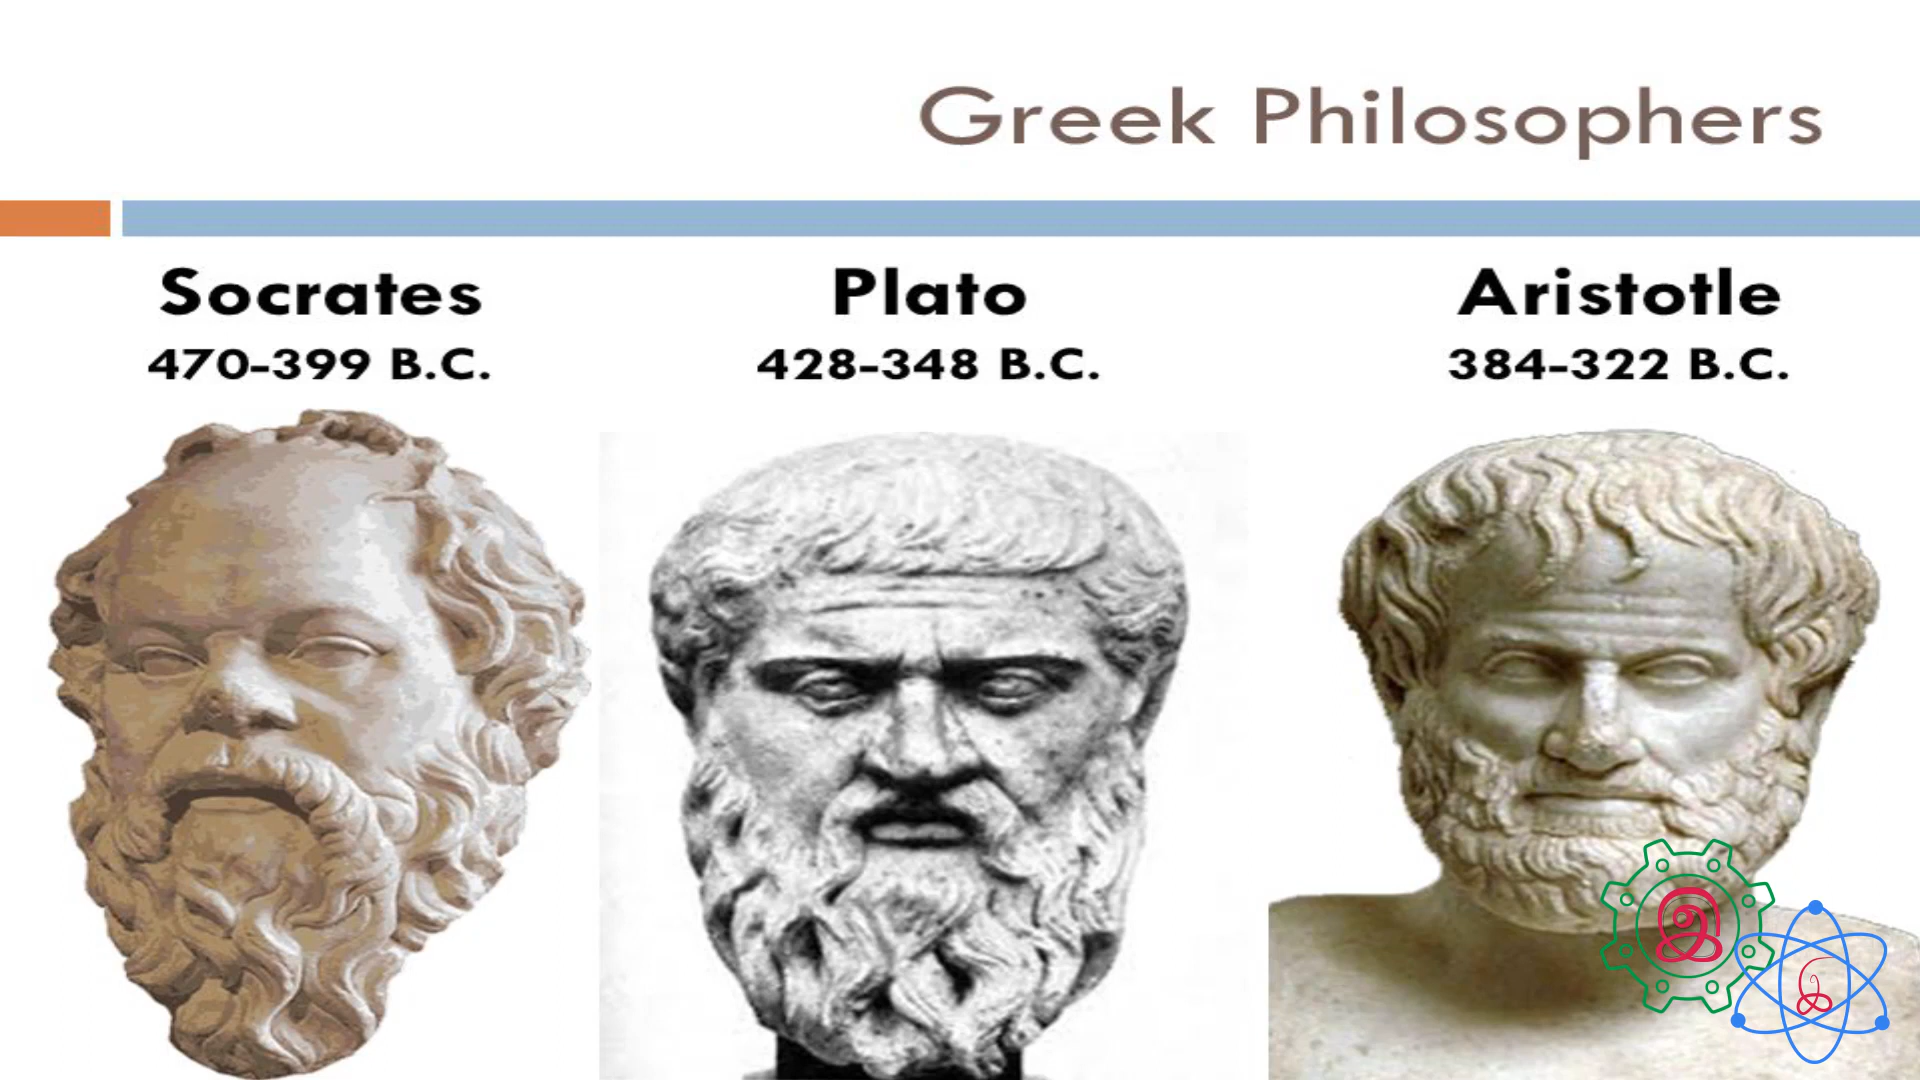 Greek Philosophers
Socrates
470-399 B.C.
Plato
428-348 B.C.
Aristotle
384-322 B.C.
இ